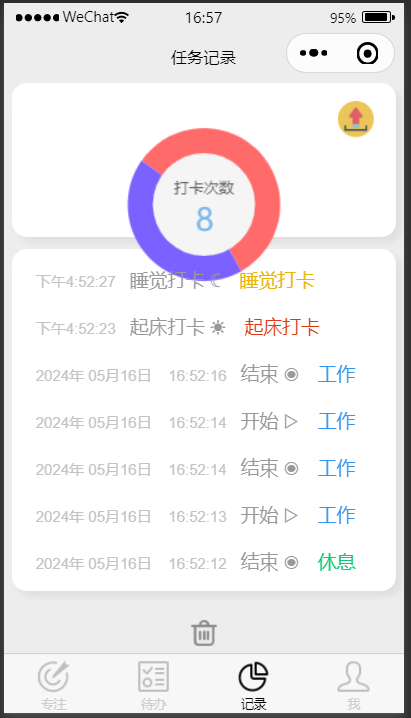 WeChat 16:57 95%
任务记录
打卡次数
8
下午4:52:27 睡觉打卡☾ 睡觉打卡
下午4:52:23 起床打卡☀ 起床打卡
2024年 05月16日 16:52:16 结束◉ 工作
2024年 05月16日 16:52:14 开始▷ 工作
2024年 05月16日 16:52:14 结束◉ 工作
2024年 05月16日 16:52:13 开始▷ 工作
2024年 05月16日 16:52:12 结束◉ 休息
专注 待办 记录 我